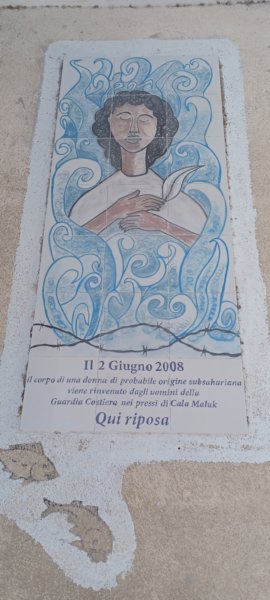 Il 2 Giugno 2008
il corpo di una donna di probabile origine subsahariana
viene rinvenuto dagli uomini della
Guardia Costiera nei pressi di Cala Maluk
Qui riposa